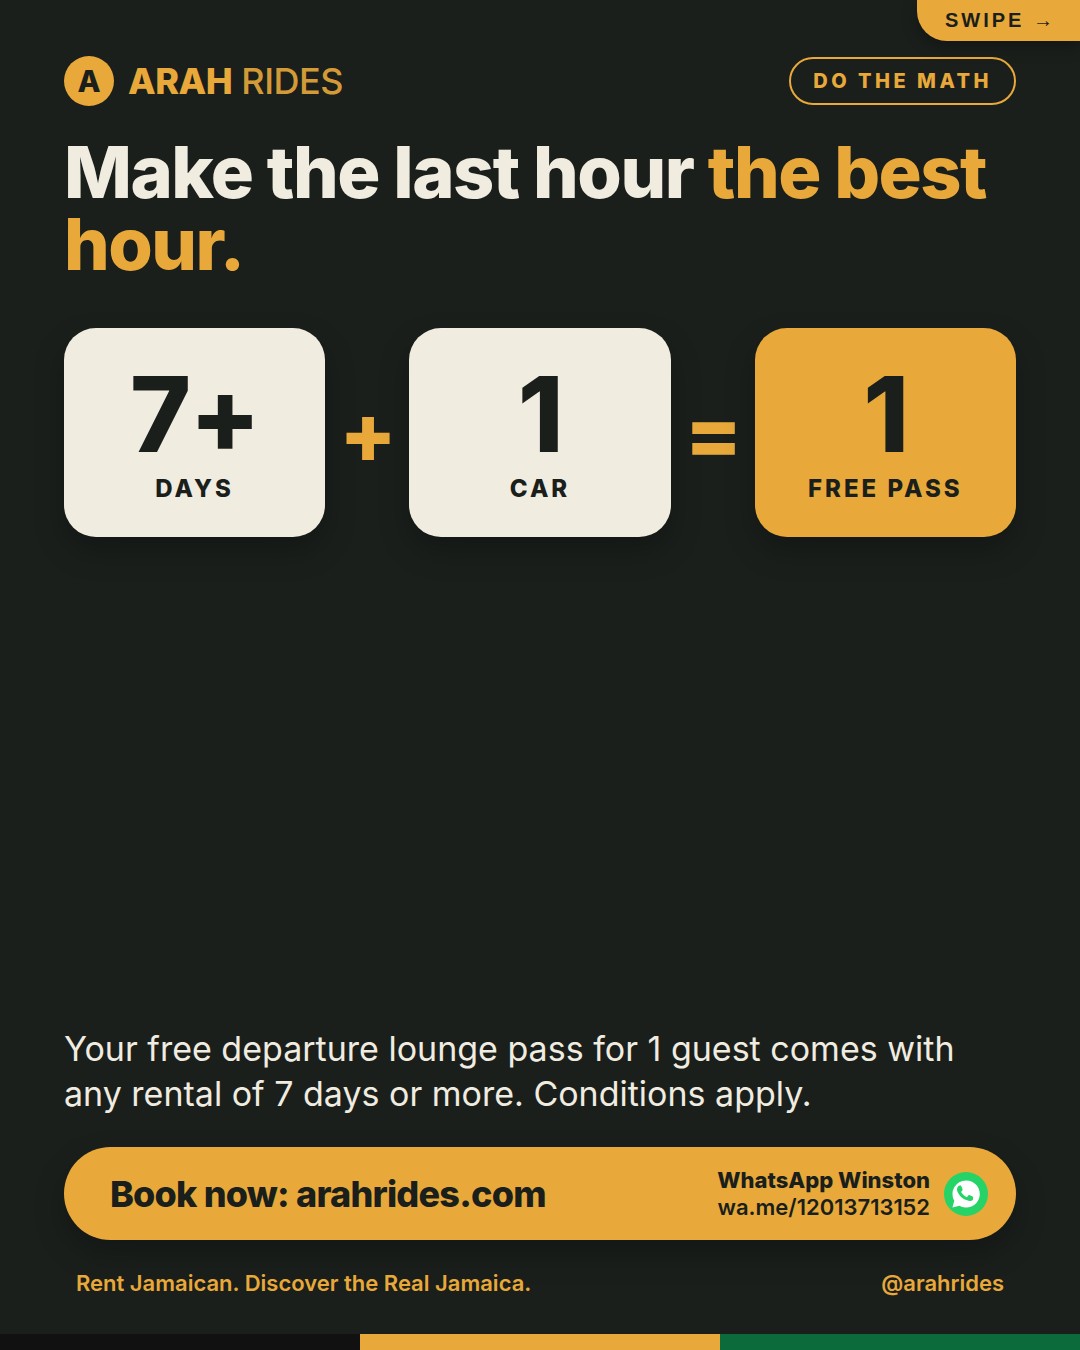 SWIPE →
A ARAH RIDES
DO THE MATH
Make the last hour the best
hour.
7+
DAYS
+
1
CAR
=
1
FREE PASS
Your free departure lounge pass for 1 guest comes with
any rental of 7 days or more. Conditions apply.
Book now: arahrides.com
WhatsApp Winston
wa.me/12013713152
Rent Jamaican. Discover the Real Jamaica.
@arahrides